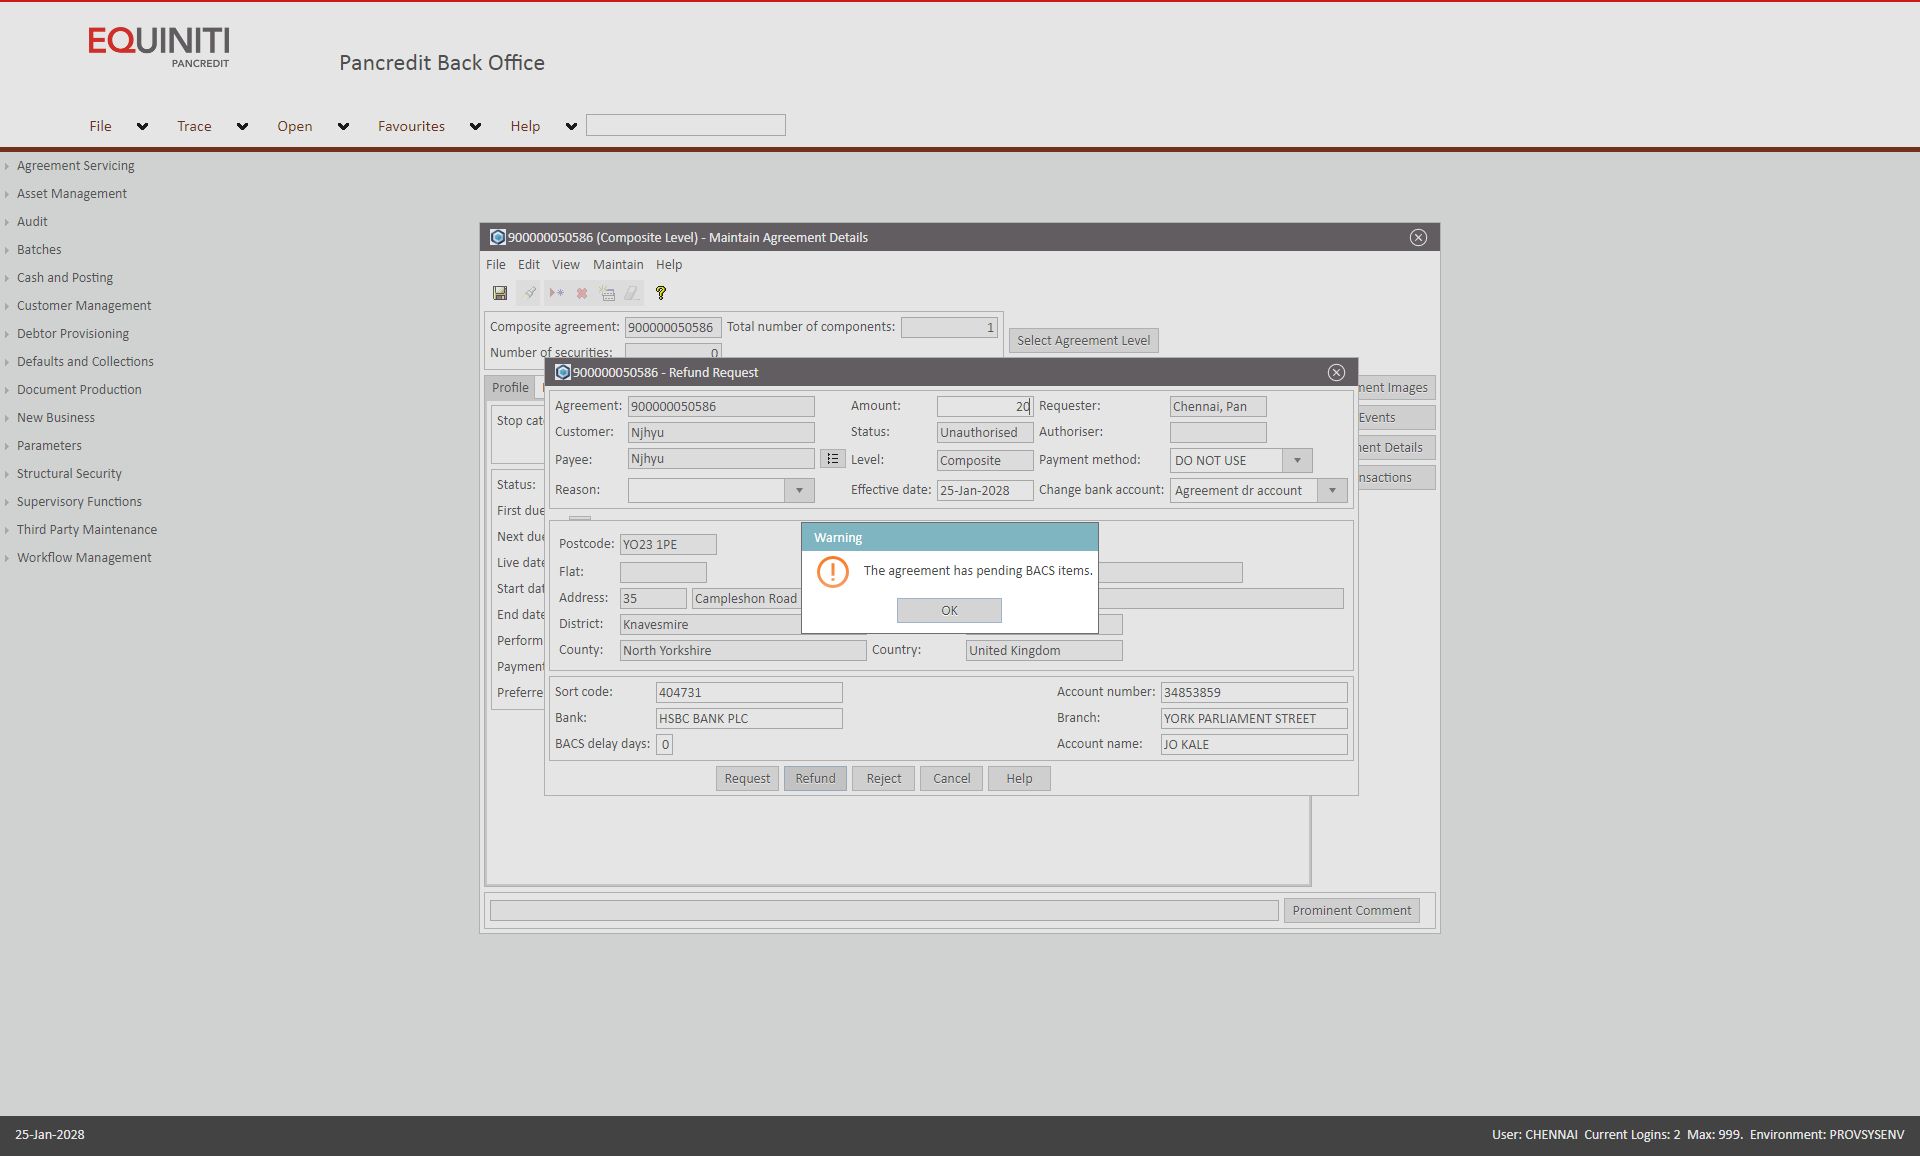 EQUINITI
PANCREDIT
Pancredit Back Office
File Trace Open Favourites Help
Agreement Servicing
Asset Management
Audit
Batches
Cash and Posting
Customer Management
Debtor Provisioning
Defaults and Collections
Document Production
New Business
Parameters
Structural Security
Supervisory Functions
Third Party Maintenance
Workflow Management
900000050586 (Composite Level) - Maintain Agreement Details
File Edit View Maintain Help
Composite agreement: 900000050586 Total number of components: 1
Select Agreement Level
Number of securities: 0
Profile
ment Images
Events
ment Details
nsactions
Stop cat
Status:
First due
Next due
Live date
Start dat
End date
Perform
Payment
Preferre
900000050586 - Refund Request
Agreement: 900000050586 Amount: 20 Requester: Chennai, Pan
Customer: Njhyu Status: Unauthorised Authoriser:
Payee: Njhyu Level: Composite Payment method: DO NOT USE
Reason: Effective date: 25-Jan-2028 Change bank account: Agreement dr account
Postcode: YO23 1PE
Flat:
Address: 35 Campleshon Road
District: Knavesmire
County: North Yorkshire Country: United Kingdom
Warning
The agreement has pending BACS items.
OK
Sort code: 404731 Account number: 34853859
Bank: HSBC BANK PLC Branch: YORK PARLIAMENT STREET
BACS delay days: 0 Account name: JO KALE
Request Refund Reject Cancel Help
Prominent Comment
25-Jan-2028
User: CHENNAI Current Logins: 2 Max: 999. Environment: PROVSYSENV